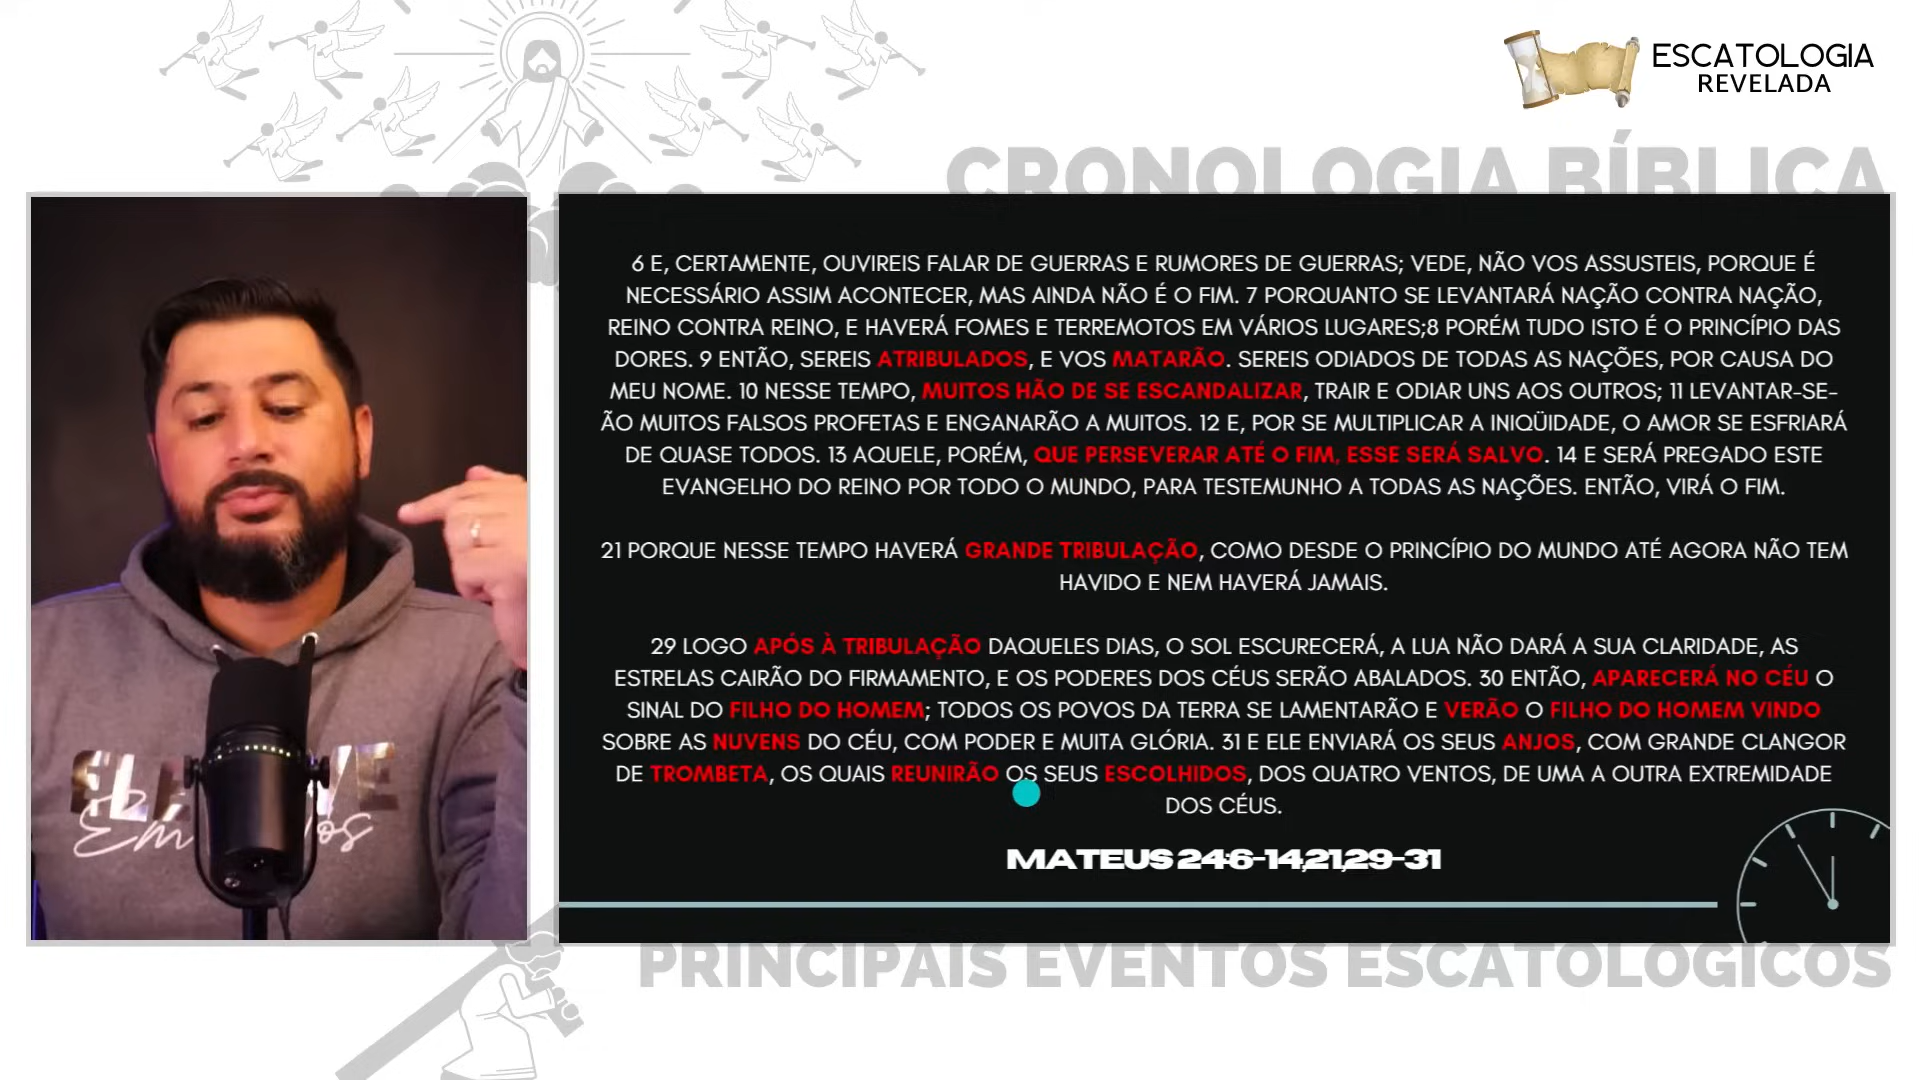 ESCATOLOGIA
REVELADA
CRONOLOGIA BÍBLICA
6 E, CERTAMENTE, OUVIREIS FALAR DE GUERRAS E RUMORES DE GUERRAS; VEDE, NÃO VOS ASSUSTEIS, PORQUE É
NECESSÁRIO ASSIM ACONTECER, MAS AINDA NÃO É O FIM. 7 PORQUANTO SE LEVANTARÁ NAÇÃO CONTRA NAÇÃO,
REINO CONTRA REINO, E HAVERÁ FOMES E TERREMOTOS EM VÁRIOS LUGARES;8 PORÉM TUDO ISTO É O PRINCÍPIO DAS
DORES. 9 ENTÃO, SEREIS ATRIBULADOS, E VOS MATARÃO. SEREIS ODIADOS DE TODAS AS NAÇÕES, POR CAUSA DO
MEU NOME. 10 NESSE TEMPO, MUITOS HÃO DE SE ESCANDALIZAR, TRAIR E ODIAR UNS AOS OUTROS; 11 LEVANTAR-SE-
ÃO MUITOS FALSOS PROFETAS E ENGANARÃO A MUITOS. 12 E, POR SE MULTIPLICAR A INIQÜIDADE, O AMOR SE ESFRIARÁ
DE QUASE TODOS. 13 AQUELE, PORÉM, QUE PERSEVERAR ATÉ O FIM, ESSE SERÁ SALVO. 14 E SERÁ PREGADO ESTE
EVANGELHO DO REINO POR TODO O MUNDO, PARA TESTEMUNHO A TODAS AS NAÇÕES. ENTÃO, VIRÁ O FIM.
21 PORQUE NESSE TEMPO HAVERÁ GRANDE TRIBULAÇÃO, COMO DESDE O PRINCÍPIO DO MUNDO ATÉ AGORA NÃO TEM
HAVIDO E NEM HAVERÁ JAMAIS.
29 LOGO APÓS À TRIBULAÇÃO DAQUELES DIAS, O SOL ESCURECERÁ, A LUA NÃO DARÁ A SUA CLARIDADE, AS
ESTRELAS CAIRÃO DO FIRMAMENTO, E OS PODERES DOS CÉUS SERÃO ABALADOS. 30 ENTÃO, APARECERÁ NO CÉU O
SINAL DO FILHO DO HOMEM; TODOS OS POVOS DA TERRA SE LAMENTARÃO E VERÃO O FILHO DO HOMEM VINDO
SOBRE AS NUVENS DO CÉU, COM PODER E MUITA GLÓRIA. 31 E ELE ENVIARÁ OS SEUS ANJOS, COM GRANDE CLANGOR
DE TROMBETA, OS QUAIS REUNIRÃO OS SEUS ESCOLHIDOS, DOS QUATRO VENTOS, DE UMA A OUTRA EXTREMIDADE
DOS CÉUS.
MATEUS 24:6-14,21,29-31
PRINCIPAIS EVENTOS ESCATOLOGICOS